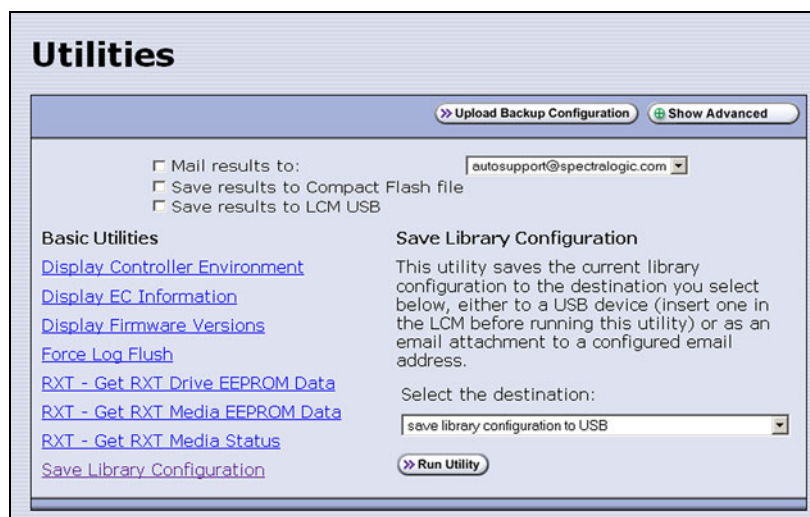 Utilities
Upload Backup Configuration
Show Advanced
Mail results to:
autosupport@spectralogic.com
Save results to Compact Flash file
Save results to LCM USB
Basic Utilities
Display Controller Environment
Display EC Information
Display Firmware Versions
Force Log Flush
RXT - Get RXT Drive EEPROM Data
RXT - Get RXT Media EEPROM Data
RXT - Get RXT Media Status
Save Library Configuration
Save Library Configuration
This utility saves the current library
configuration to the destination you select
below, either to a USB device (insert one in
the LCM before running this utility) or as an
email attachment to a configured email
address.
Select the destination:
save library configuration to USB
Run Utility